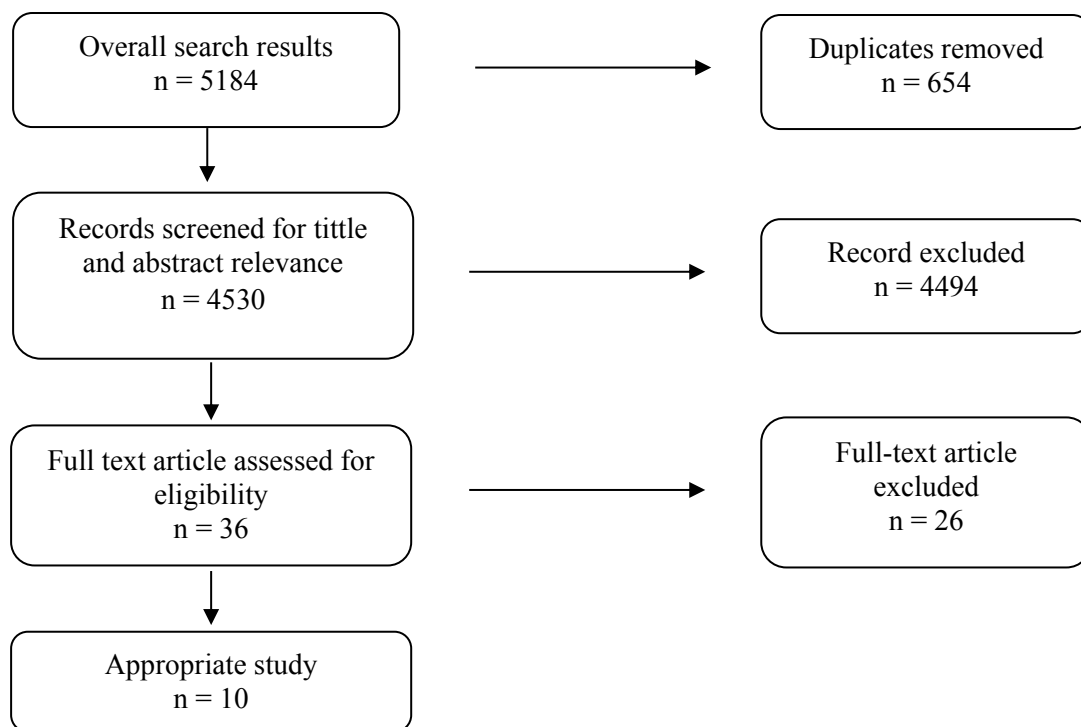 Overall search results
n = 5184
Duplicates removed
n = 654
Records screened for tittle
and abstract relevance
n = 4530
Record excluded
n = 4494
Full text article assessed for
eligibility
n = 36
Full-text article
excluded
n = 26
Appropriate study
n = 10